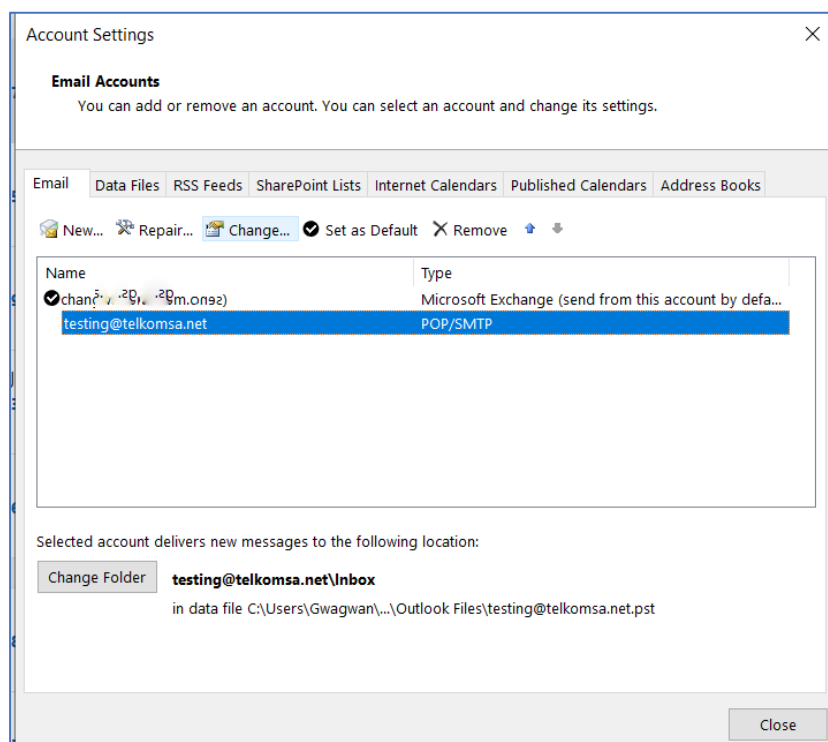 Account Settings
Email Accounts
You can add or remove an account. You can select an account and change its settings.
Email
Data Files
RSS Feeds
SharePoint Lists
Internet Calendars
Published Calendars
Address Books
New...
Repair...
Change...
Set as Default
Remove
Name
Type
Microsoft Exchange (send from this account by defa...
testing@telkomsa.net
POP/SMTP
Selected account delivers new messages to the following location:
Change Folder
testing@telkomsa.net\Inbox
in data file C:\Users\Gwagwan\...\Outlook Files\testing@telkomsa.net.pst
Close